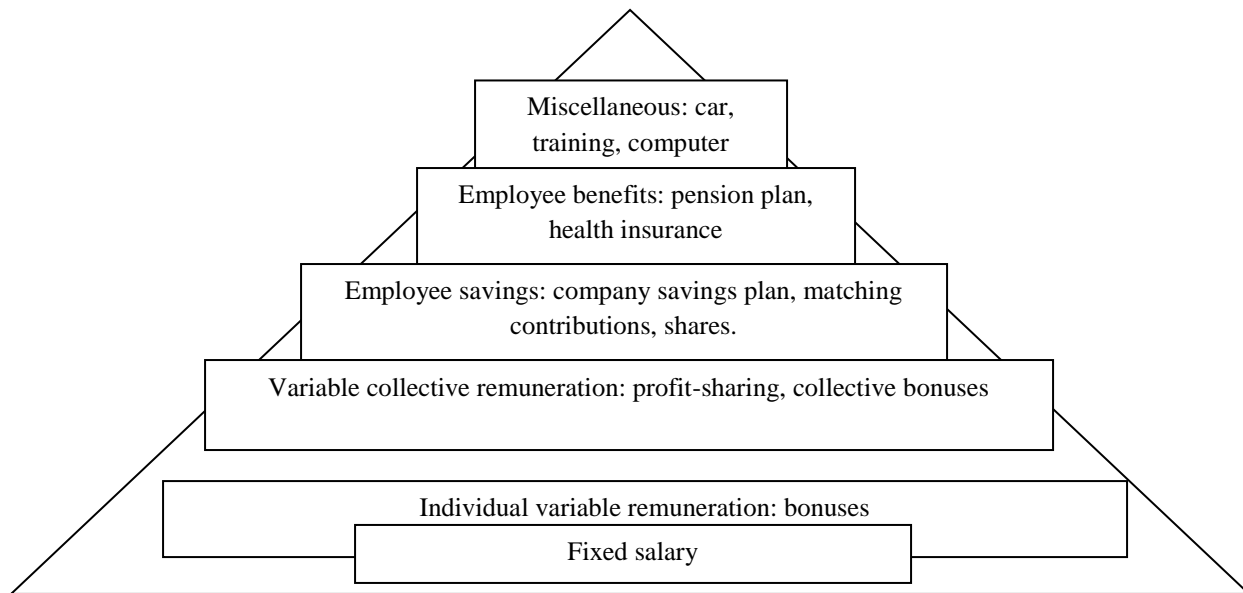 Miscellaneous: car,
training, computer
Employee benefits: pension plan,
health insurance
Employee savings: company savings plan, matching
contributions, shares.
Variable collective remuneration: profit-sharing, collective bonuses
Individual variable remuneration: bonuses
Fixed salary